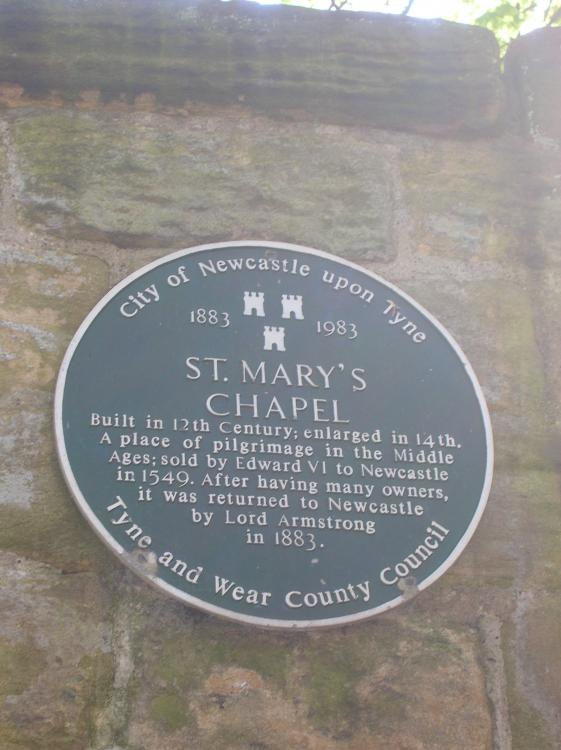 City of Newcastle upon Tyne
1883 1983
ST. MARY'S
CHAPEL
Built in 12th Century; enlarged in 14th.
A place of pilgrimage in the Middle
Ages; sold by Edward VI to Newcastle
in 1549. After having many owners,
it was returned to Newcastle
by Lord Armstrong
in 1883.
Tyne and Wear County Council